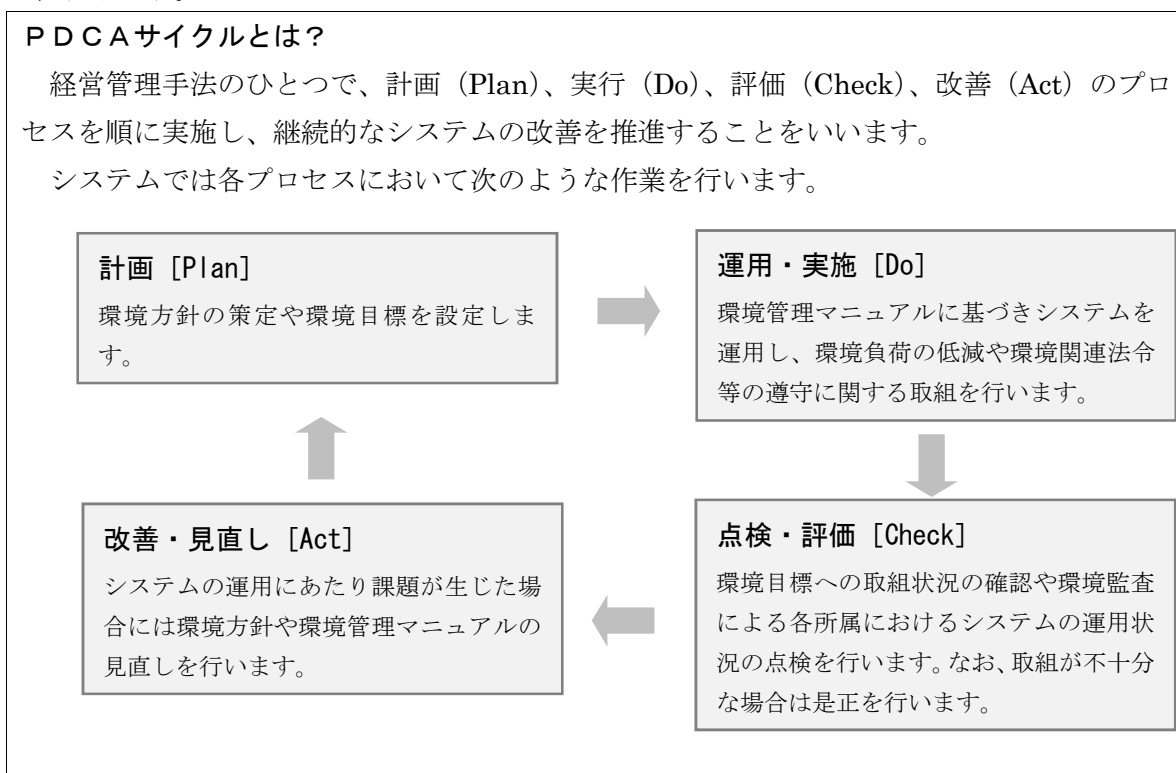 ＰＤＣＡサイクルとは？
経営管理手法のひとつで、計画（Plan）、実行（Do）、評価（Check）、改善（Act）のプロ
セスを順に実施し、継続的なシステムの改善を推進することをいいます。
システムでは各プロセスにおいて次のような作業を行います。
計画［Plan］
環境方針の策定や環境目標を設定しま
す。
運用・実施［Do］
環境管理マニュアルに基づきシステムを
運用し、環境負荷の低減や環境関連法令
等の遵守に関する取組を行います。
改善・見直し［Act］
システムの運用にあたり課題が生じた場
合には環境方針や環境管理マニュアルの
見直しを行います。
点検・評価［Check］
環境目標への取組状況の確認や環境監査
による各所属におけるシステムの運用状
況の点検を行います。なお、取組が不十分
な場合は是正を行います。